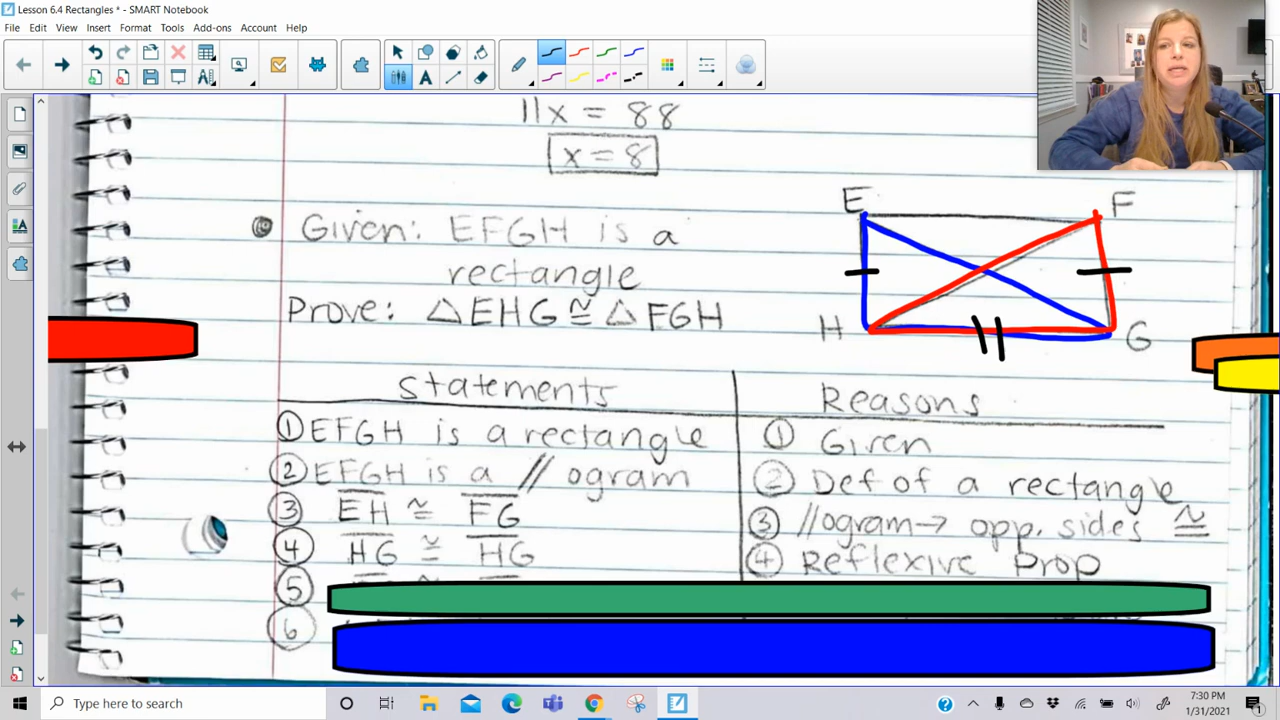 Lesson 6.4 Rectangles * - SMART Notebook
File Edit View Insert Format Tools Add-ons Account Help
11x = 88
x = 8
Given: EFGH is a
rectangle
Prove: △EHG ≅ △FGH
E
F
H
G
Statements
Reasons
① EFGH is a rectangle
① Given
② EFGH is a // ogram
② Def of a rectangle
③ EH ≅ FG
③ //ogram → opp. sides ≅
④ HG ≅ HG
④ Reflexive Prop
⑤
⑥
Type here to search
7:30 PM
1/31/2021